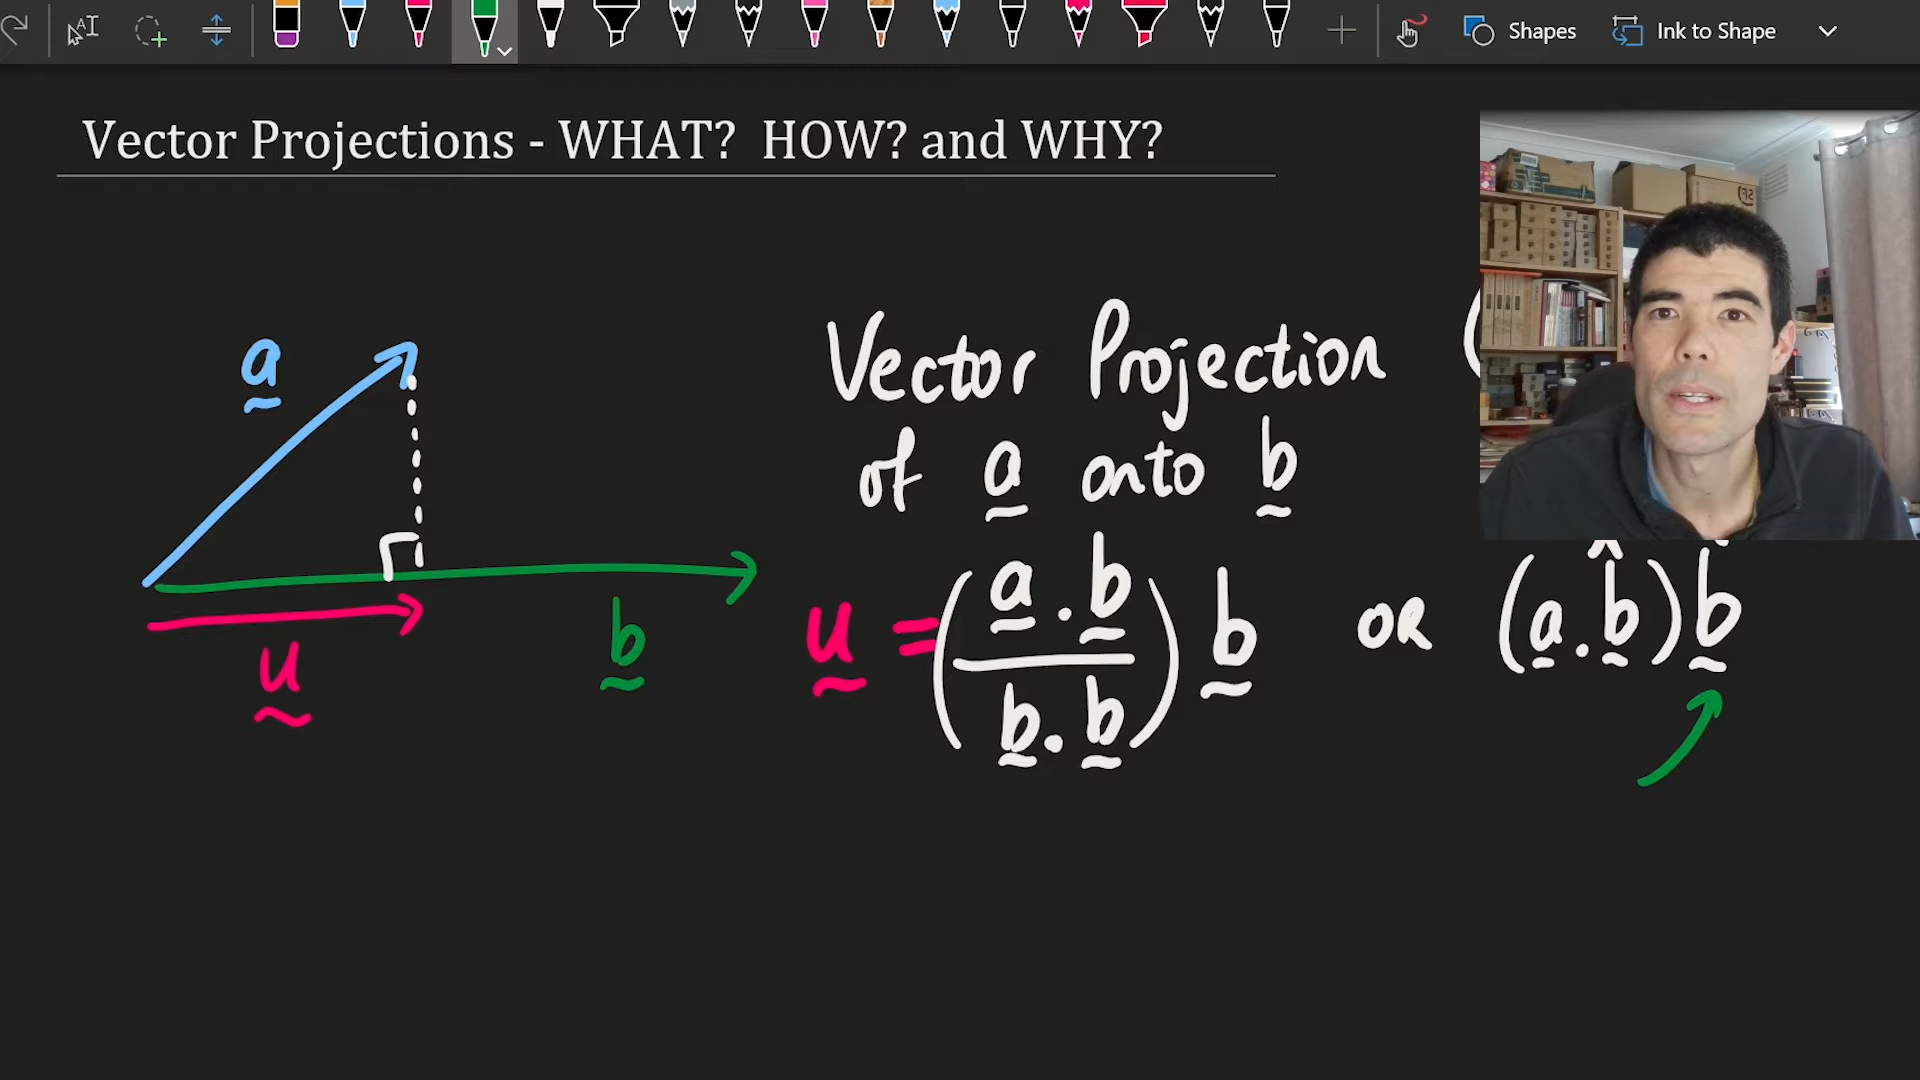 Shapes
Ink to Shape
Vector Projections - WHAT?  HOW? and WHY?
Vector Projection (
of a onto b
a
u
b
u = (a . b / b . b) b OR (a . b̂) b̂